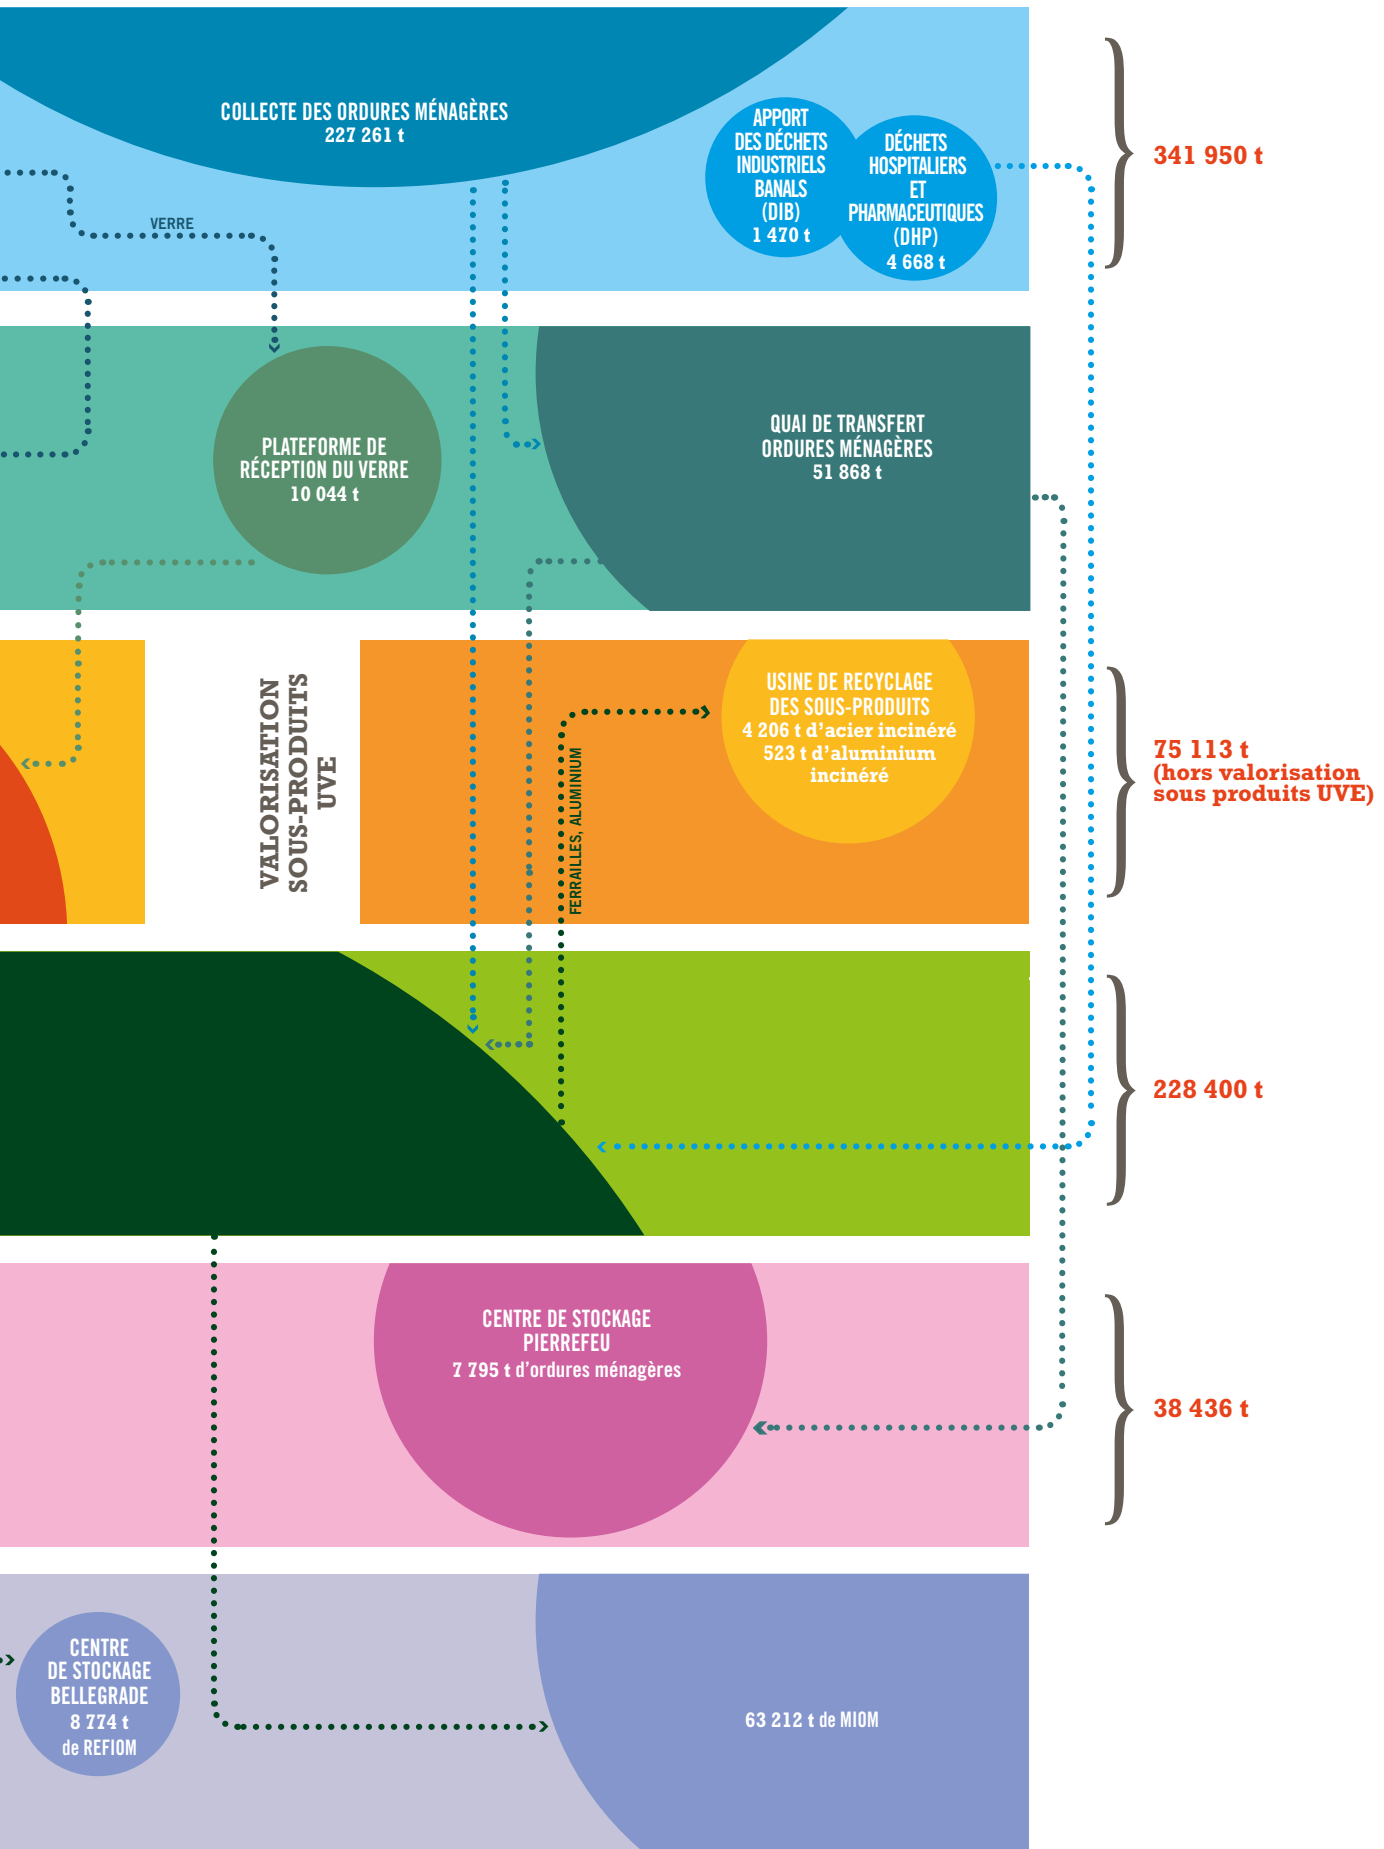 COLLECTE DES ORDURES MÉNAGÈRES
227 261 t
APPORT
DES DÉCHETS
INDUSTRIELS
BANALS
(DIB)
1 470 t
DÉCHETS
HOSPITALIERS
ET
PHARMACEUTIQUES
(DHP)
4 668 t
341 950 t
VERRE
PLATEFORME DE
RÉCEPTION DU VERRE
10 044 t
QUAI DE TRANSFERT
ORDURES MÉNAGÈRES
51 868 t
VALORISATION
SOUS-PRODUITS
UVE
FERRAILLES, ALUMINIUM
USINE DE RECYCLAGE
DES SOUS-PRODUITS
4 206 t d’acier incinéré
523 t d’aluminium
incinéré
75 113 t
(hors valorisation
sous produits UVE)
228 400 t
CENTRE DE STOCKAGE
PIERREFEU
7 795 t d’ordures ménagères
38 436 t
CENTRE
DE STOCKAGE
BELLEGRADE
8 774 t
de REFIOM
63 212 t de MIOM